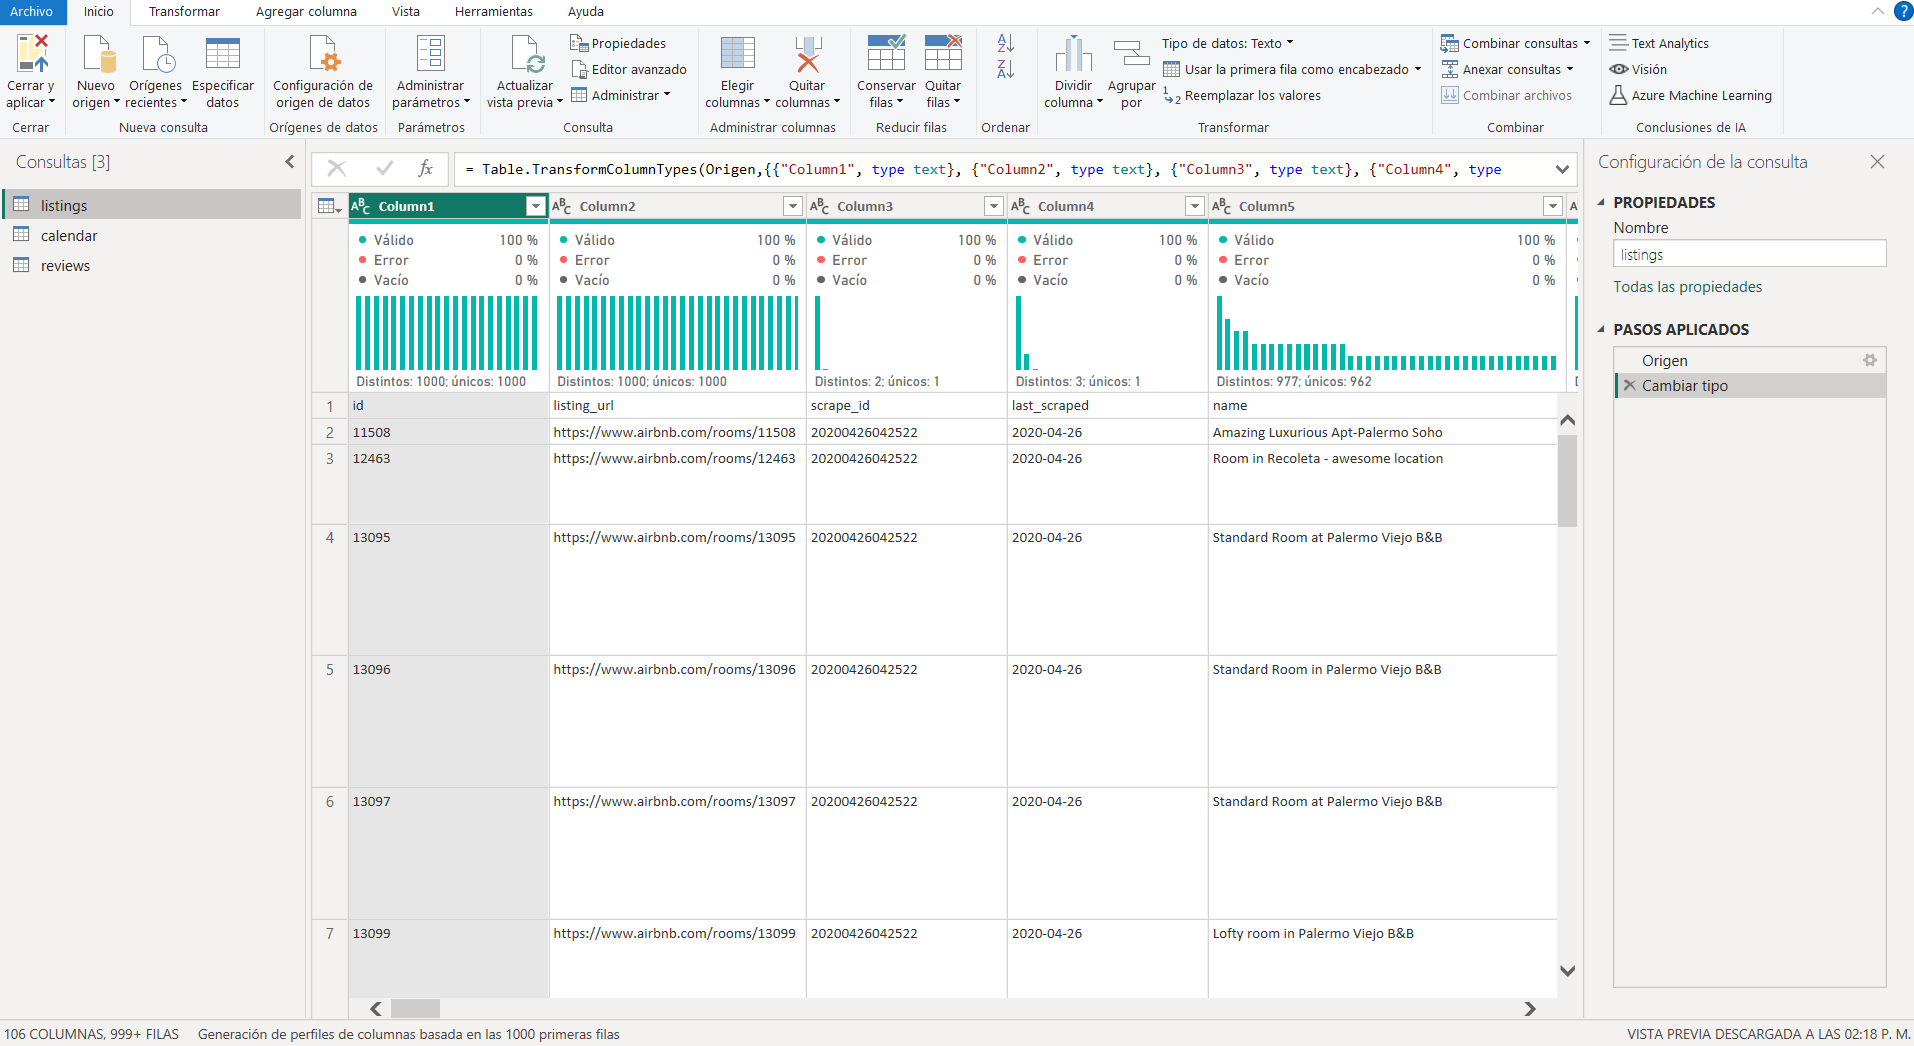 Archivo Inicio Transformar Agregar columna Vista Herramientas Ayuda ?
Cerrar y aplicar
Cerrar
Nuevo origen
Orígenes recientes
Especificar datos
Nueva consulta
Configuración de origen de datos
Orígenes de datos
Administrar parámetros
Parámetros
Actualizar vista previa
Propiedades
Editor avanzado
Administrar
Consulta
Elegir columnas
Quitar columnas
Administrar columnas
Conservar filas
Quitar filas
Reducir filas
Ordenar
Dividir columna
Agrupar por
Tipo de datos: Texto
Usar la primera fila como encabezado
Reemplazar los valores
Transformar
Combinar consultas
Anexar consultas
Combinar archivos
Combinar
Text Analytics
Visión
Azure Machine Learning
Conclusiones de IA
Consultas [3]
listings
calendar
reviews
fx = Table.TransformColumnTypes(Origen,{{"Column1", type text}, {"Column2", type text}, {"Column3", type text}, {"Column4", type
ABC Column1 ABC Column2 ABC Column3 ABC Column4 ABC Column5
Válido 100 % Válido 100 % Válido 100 % Válido 100 % Válido 100 %
Error 0 % Error 0 % Error 0 % Error 0 % Error 0 %
Vacío 0 % Vacío 0 % Vacío 0 % Vacío 0 % Vacío 0 %
Distintos: 1000; únicos: 1000 Distintos: 1000; únicos: 1000 Distintos: 2; únicos: 1 Distintos: 3; únicos: 1 Distintos: 977; únicos: 962
1 id listing_url scrape_id last_scraped name
2 11508 https://www.airbnb.com/rooms/11508 20200426042522 2020-04-26 Amazing Luxurious Apt-Palermo Soho
3 12463 https://www.airbnb.com/rooms/12463 20200426042522 2020-04-26 Room in Recoleta - awesome location
4 13095 https://www.airbnb.com/rooms/13095 20200426042522 2020-04-26 Standard Room at Palermo Viejo B&B
5 13096 https://www.airbnb.com/rooms/13096 20200426042522 2020-04-26 Standard Room in Palermo Viejo B&B
6 13097 https://www.airbnb.com/rooms/13097 20200426042522 2020-04-26 Standard Room at Palermo Viejo B&B
7 13099 https://www.airbnb.com/rooms/13099 20200426042522 2020-04-26 Lofty room in Palermo Viejo B&B
Configuración de la consulta
PROPIEDADES
Nombre
listings
Todas las propiedades
PASOS APLICADOS
Origen
Cambiar tipo
106 COLUMNAS, 999+ FILAS Generación de perfiles de columnas basada en las 1000 primeras filas VISTA PREVIA DESCARGADA A LAS 02:18 P. M.